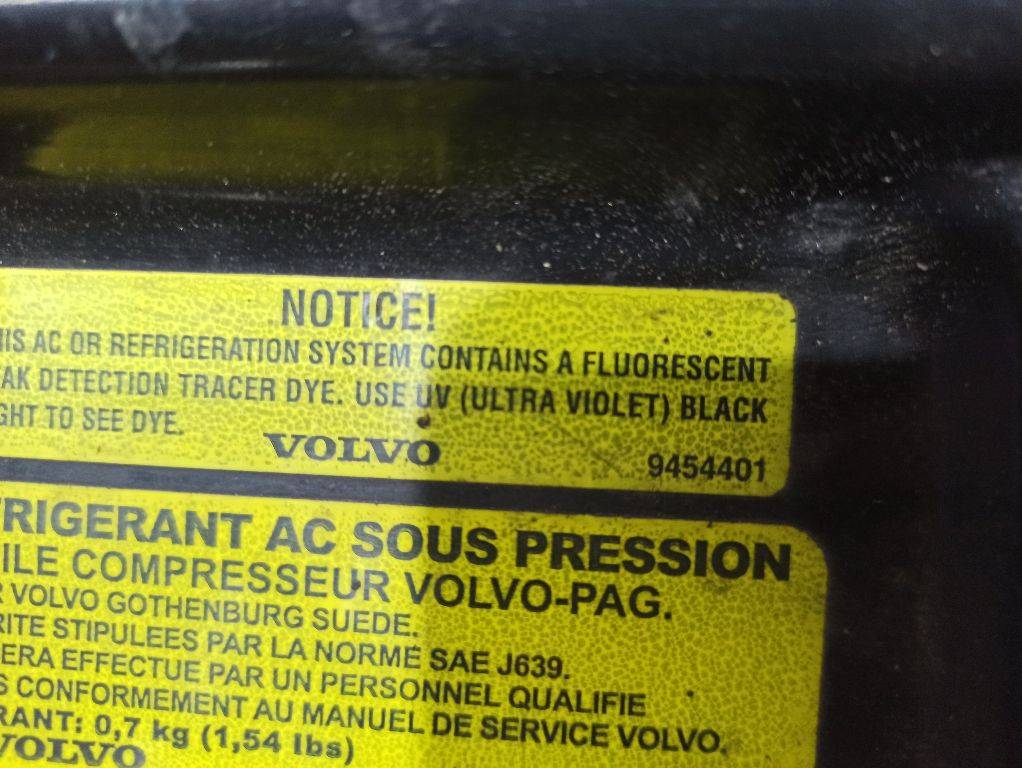 NOTICE!
HIS AC OR REFRIGERATION SYSTEM CONTAINS A FLUORESCENT
AK DETECTION TRACER DYE. USE UV (ULTRA VIOLET) BLACK
GHT TO SEE DYE.
VOLVO
9454401
FRIGERANT AC SOUS PRESSION
ILE COMPRESSEUR VOLVO-PAG.
R VOLVO GOTHENBURG SUEDE.
RITE STIPULEES PAR LA NORME SAE J639.
ERA EFFECTUE PAR UN PERSONNEL QUALIFIE
S CONFORMEMENT AU MANUEL DE SERVICE VOLVO.
RANT: 0,7 kg (1,54 lbs)
VOLVO